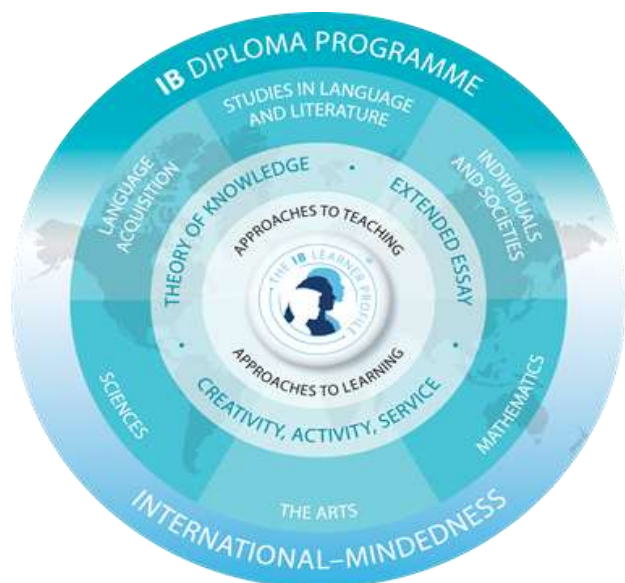 IB DIPLOMA PROGRAMME
STUDIES IN LANGUAGE
AND LITERATURE
LANGUAGE
ACQUISITION
INDIVIDUALS
AND SOCIETIES
THEORY OF KNOWLEDGE
EXTENDED ESSAY
APPROACHES TO TEACHING
THE IB LEARNER PROFILE
APPROACHES TO LEARNING
CREATIVITY, ACTIVITY, SERVICE
SCIENCES
MATHEMATICS
THE ARTS
INTERNATIONAL–MINDEDNESS